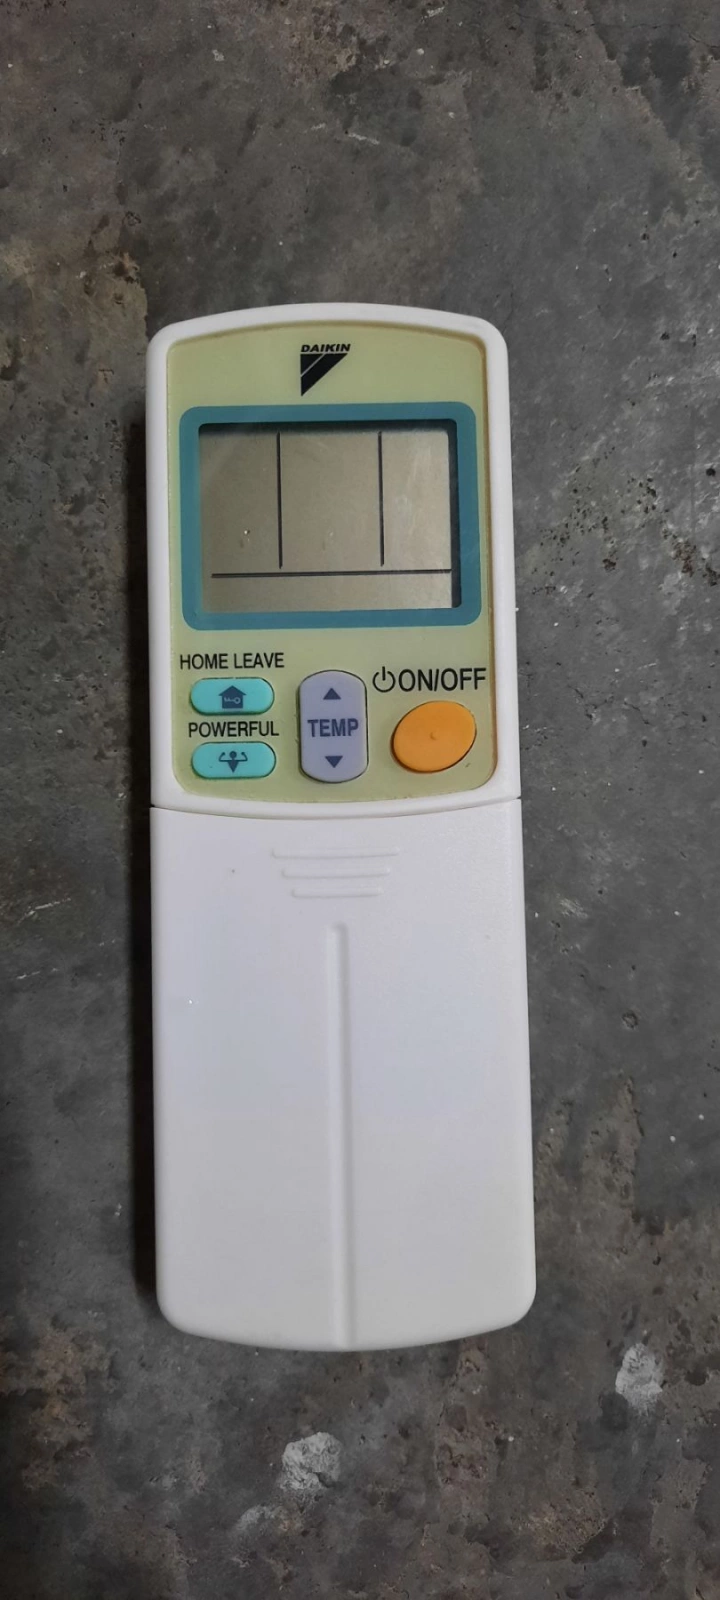 DAIKIN
HOME LEAVE
POWERFUL
TEMP
ON/OFF